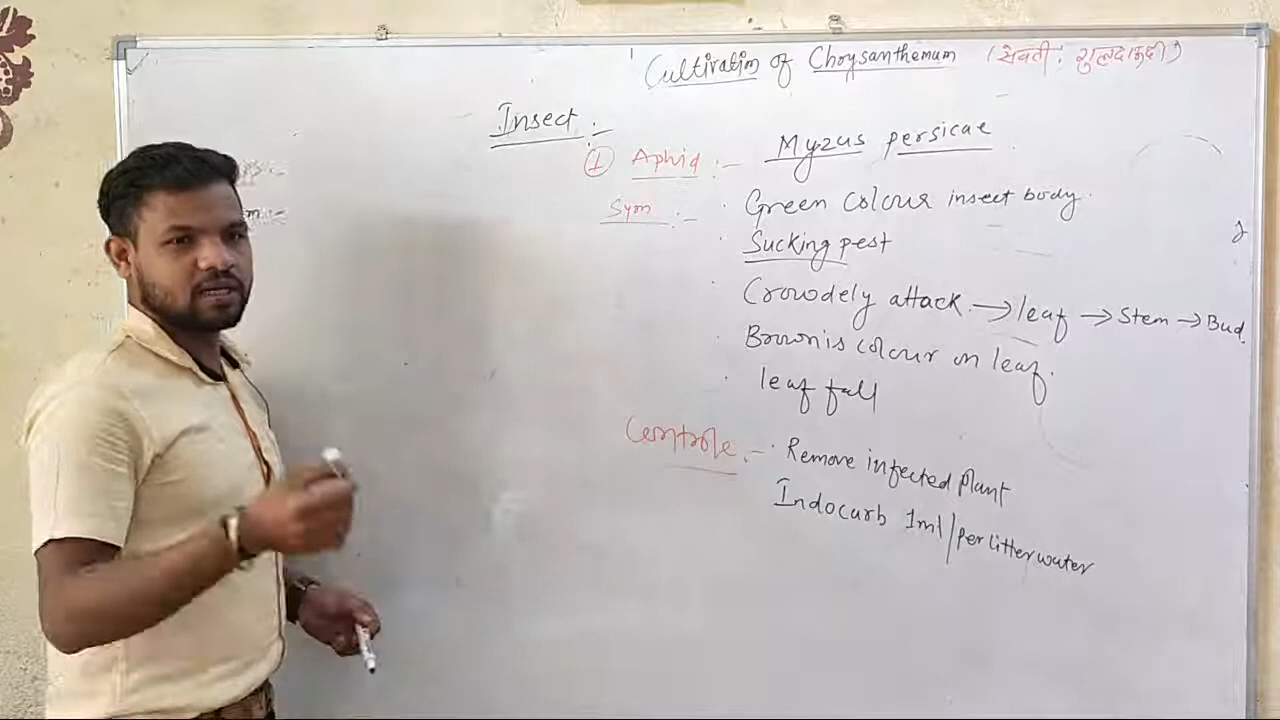 Cultivation of Chorysanthemum (सेवती: गुलदाऊदी)
Insect :-
① Aphid :- Myzus persicae
Sym :- · Green colour insect body.
· Sucking pest
· Crowdely attack. → leaf → Stem → Bud.
· Brownis colour on leaf.
· leaf fall
Controle :- · Remove infected plant
Indocarb 1ml/per litter water